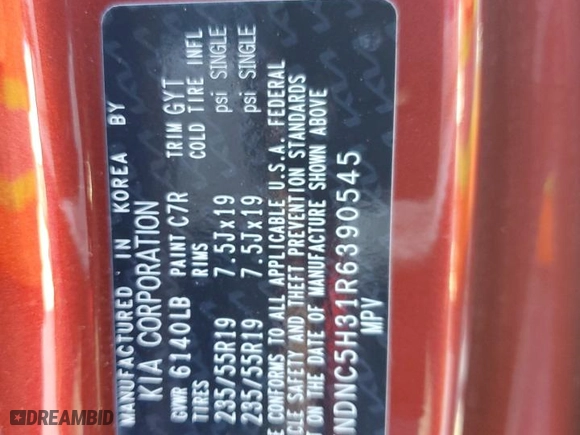 MANUFACTURED IN KOREA BY
KIA CORPORATION
GVWR 6140LB PAINT C7R TRIM GYT
TIRES RIMS COLD TIRE INFL
235/55R19 7.5Jx19 psi SINGLE
235/55R19 7.5Jx19 psi SINGLE
CONFORMS TO ALL APPLICABLE U.S.A. FEDERAL
SAFETY AND THEFT PREVENTION STANDARDS
ON THE DATE OF MANUFACTURE SHOWN ABOVE
NDNC5H31R6390545
MPV
DREAMBID